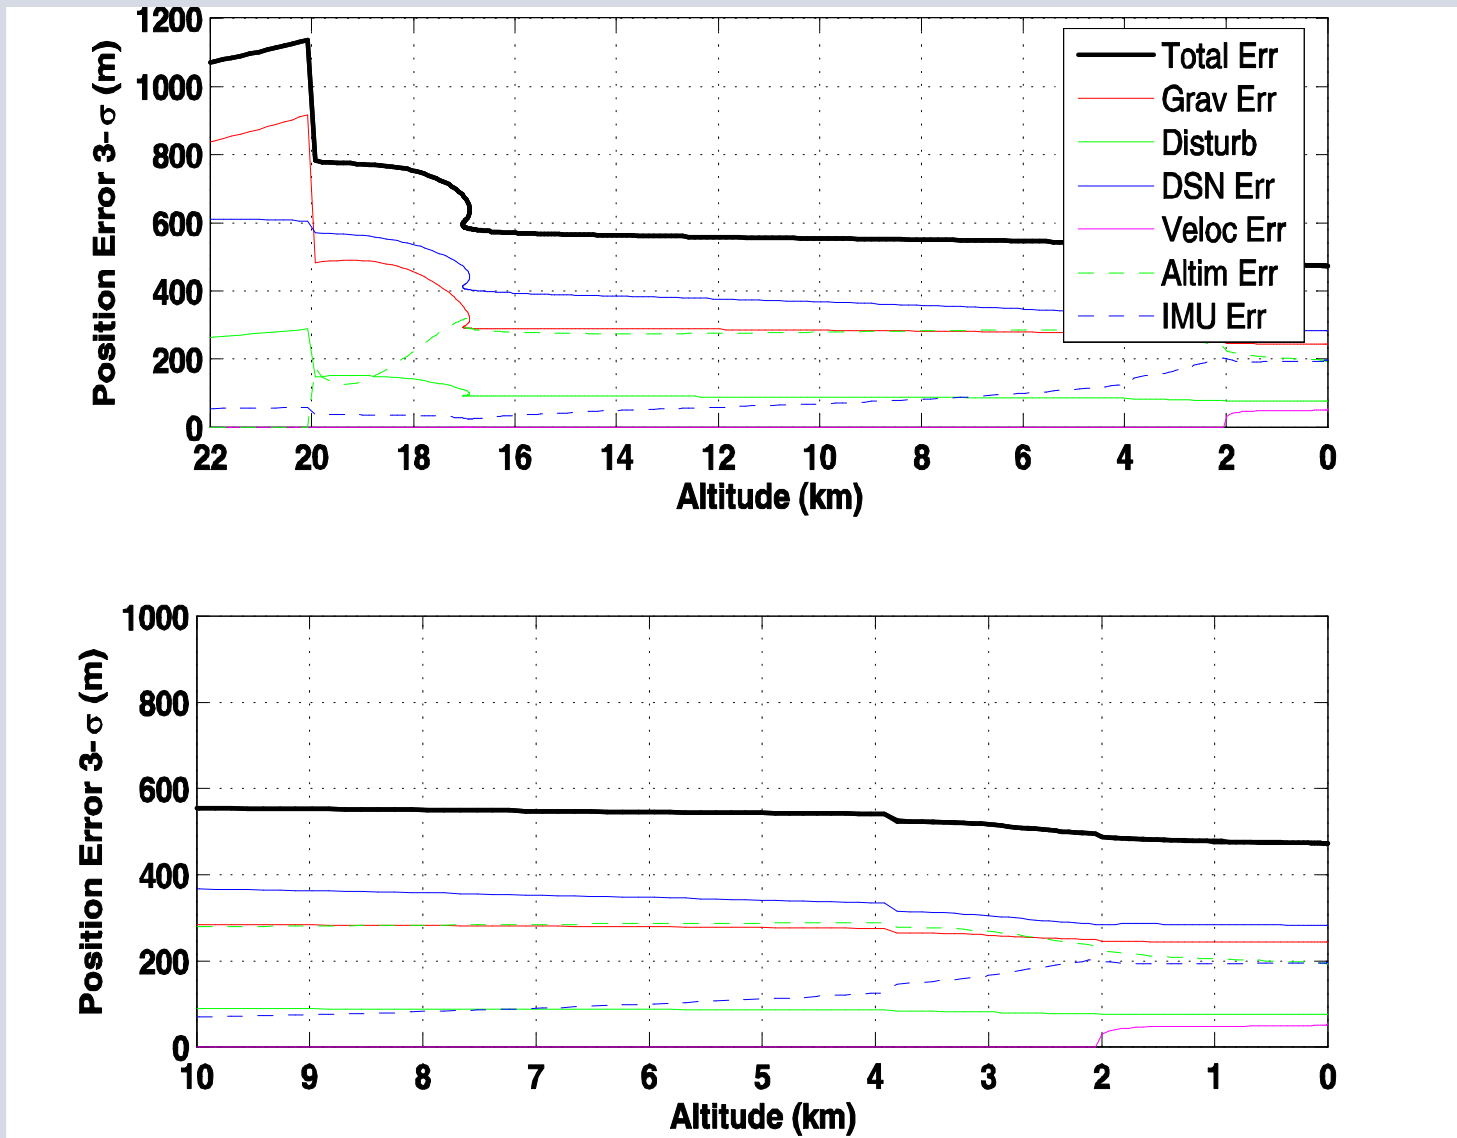 1200
1000
800
600
400
200
0
Position Error 3-σ (m)
Total Err
Grav Err
Disturb
DSN Err
Veloc Err
Altim Err
IMU Err
22 20 18 16 14 12 10 8 6 4 2 0
Altitude (km)
1000
800
600
400
200
0
Position Error 3-σ (m)
10 9 8 7 6 5 4 3 2 1 0
Altitude (km)